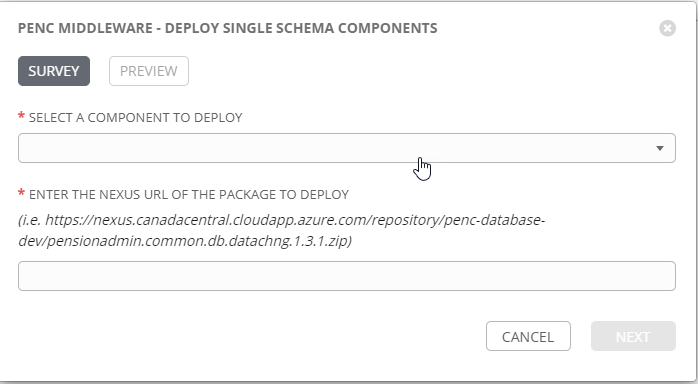 PENC MIDDLEWARE - DEPLOY SINGLE SCHEMA COMPONENTS
SURVEY
PREVIEW
* SELECT A COMPONENT TO DEPLOY
* ENTER THE NEXUS URL OF THE PACKAGE TO DEPLOY
(i.e. https://nexus.canadacentral.cloudapp.azure.com/repository/penc-database-
dev/pensionadmin.common.db.datachng.1.3.1.zip)
CANCEL
NEXT